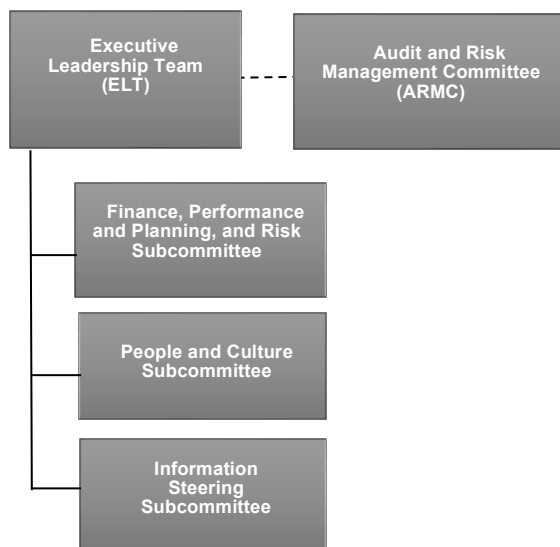 Executive
Leadership Team
(ELT)
Audit and Risk
Management Committee
(ARMC)
Finance, Performance
and Planning, and Risk
Subcommittee
People and Culture
Subcommittee
Information
Steering
Subcommittee